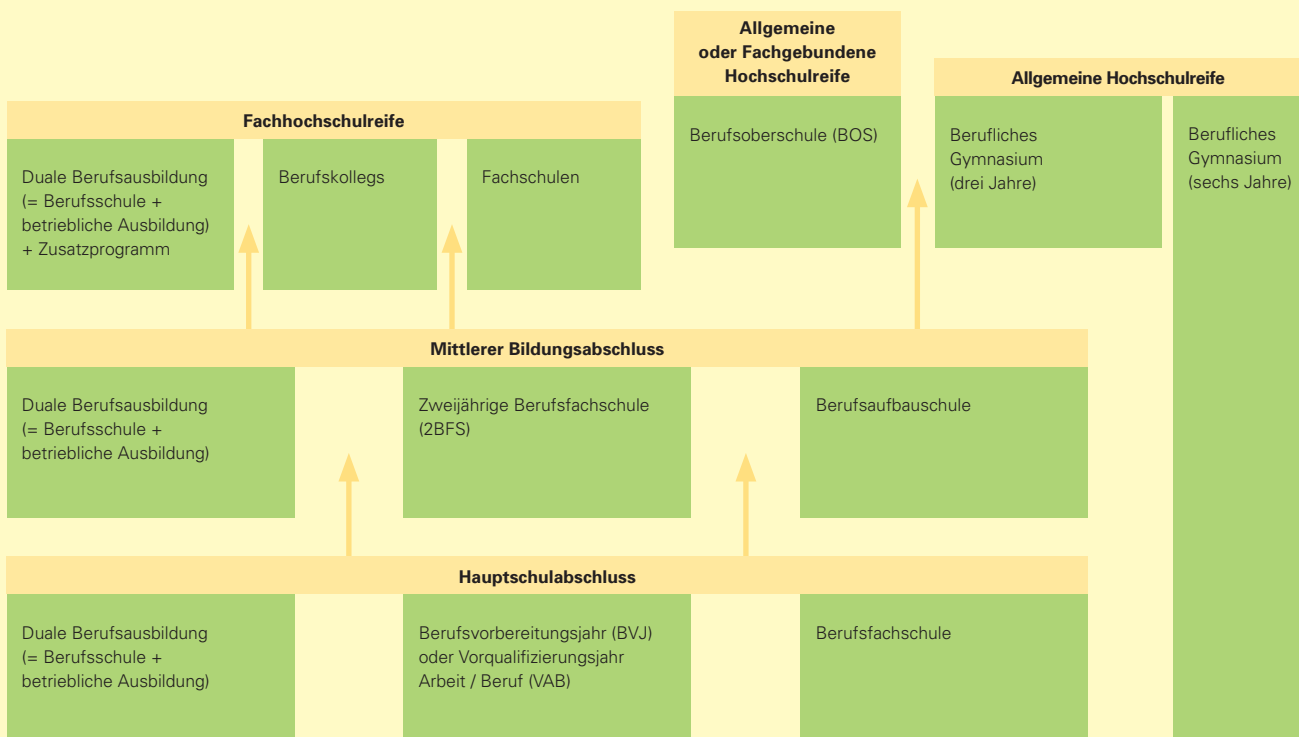 Allgemeine
oder Fachgebundene
Hochschulreife
Allgemeine Hochschulreife
Berufsoberschule (BOS)
Berufliches
Gymnasium
(drei Jahre)
Berufliches
Gymnasium
(sechs Jahre)
Fachhochschulreife
Duale Berufsausbildung
(= Berufsschule +
betriebliche Ausbildung)
+ Zusatzprogramm
Berufskollegs
Fachschulen
Mittlerer Bildungsabschluss
Duale Berufsausbildung
(= Berufsschule +
betriebliche Ausbildung)
Zweijährige Berufsfachschule
(2BFS)
Berufsaufbauschule
Hauptschulabschluss
Duale Berufsausbildung
(= Berufsschule +
betriebliche Ausbildung)
Berufsvorbereitungsjahr (BVJ)
oder Vorqualifizierungsjahr
Arbeit / Beruf (VAB)
Berufsfachschule